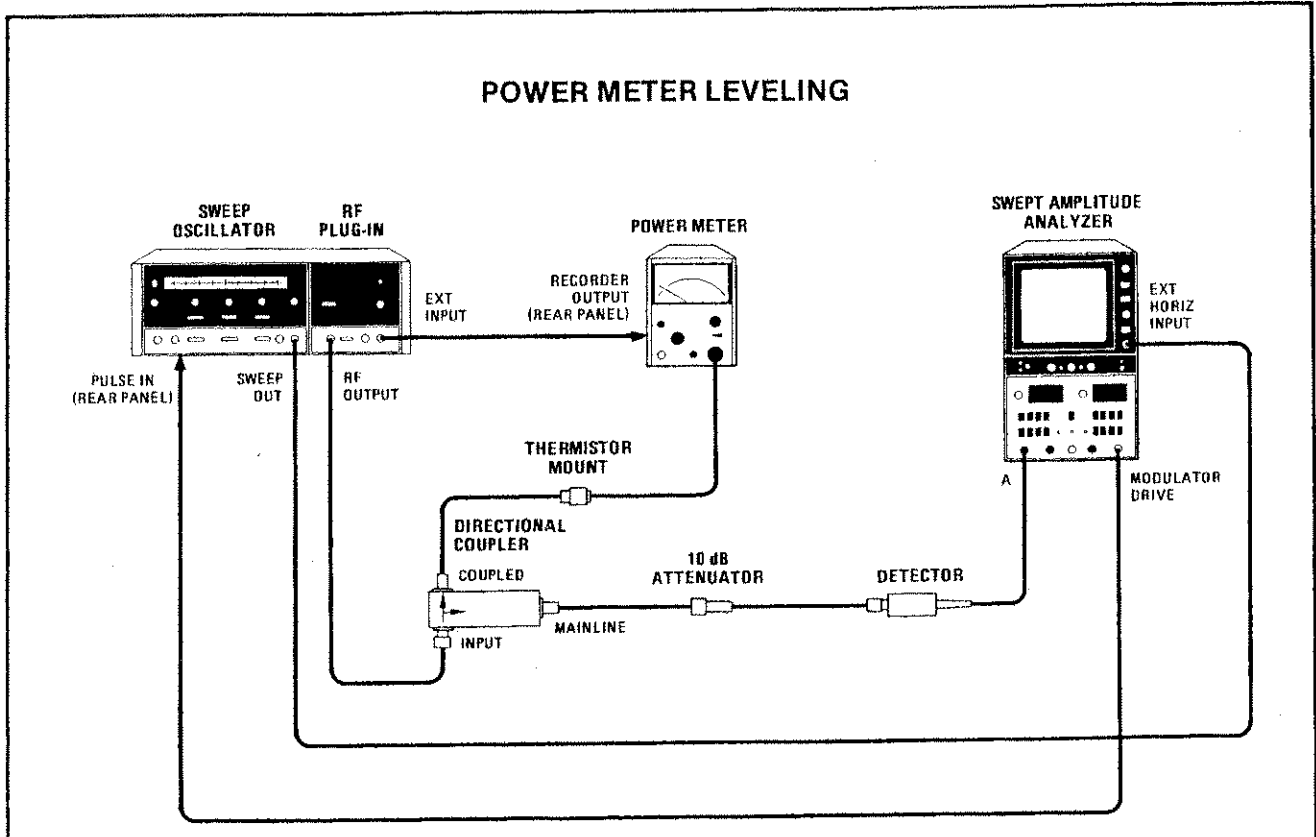 POWER METER LEVELING
SWEEP
OSCILLATOR
RF
PLUG-IN
POWER METER
SWEPT AMPLITUDE
ANALYZER
EXT
INPUT
RECORDER
OUTPUT
(REAR PANEL)
EXT
HORIZ
INPUT
PULSE IN
(REAR PANEL)
SWEEP
OUT
RF
OUTPUT
THERMISTOR
MOUNT
A
MODULATOR
DRIVE
DIRECTIONAL
COUPLER
COUPLED
10 dB
ATTENUATOR
DETECTOR
MAINLINE
INPUT